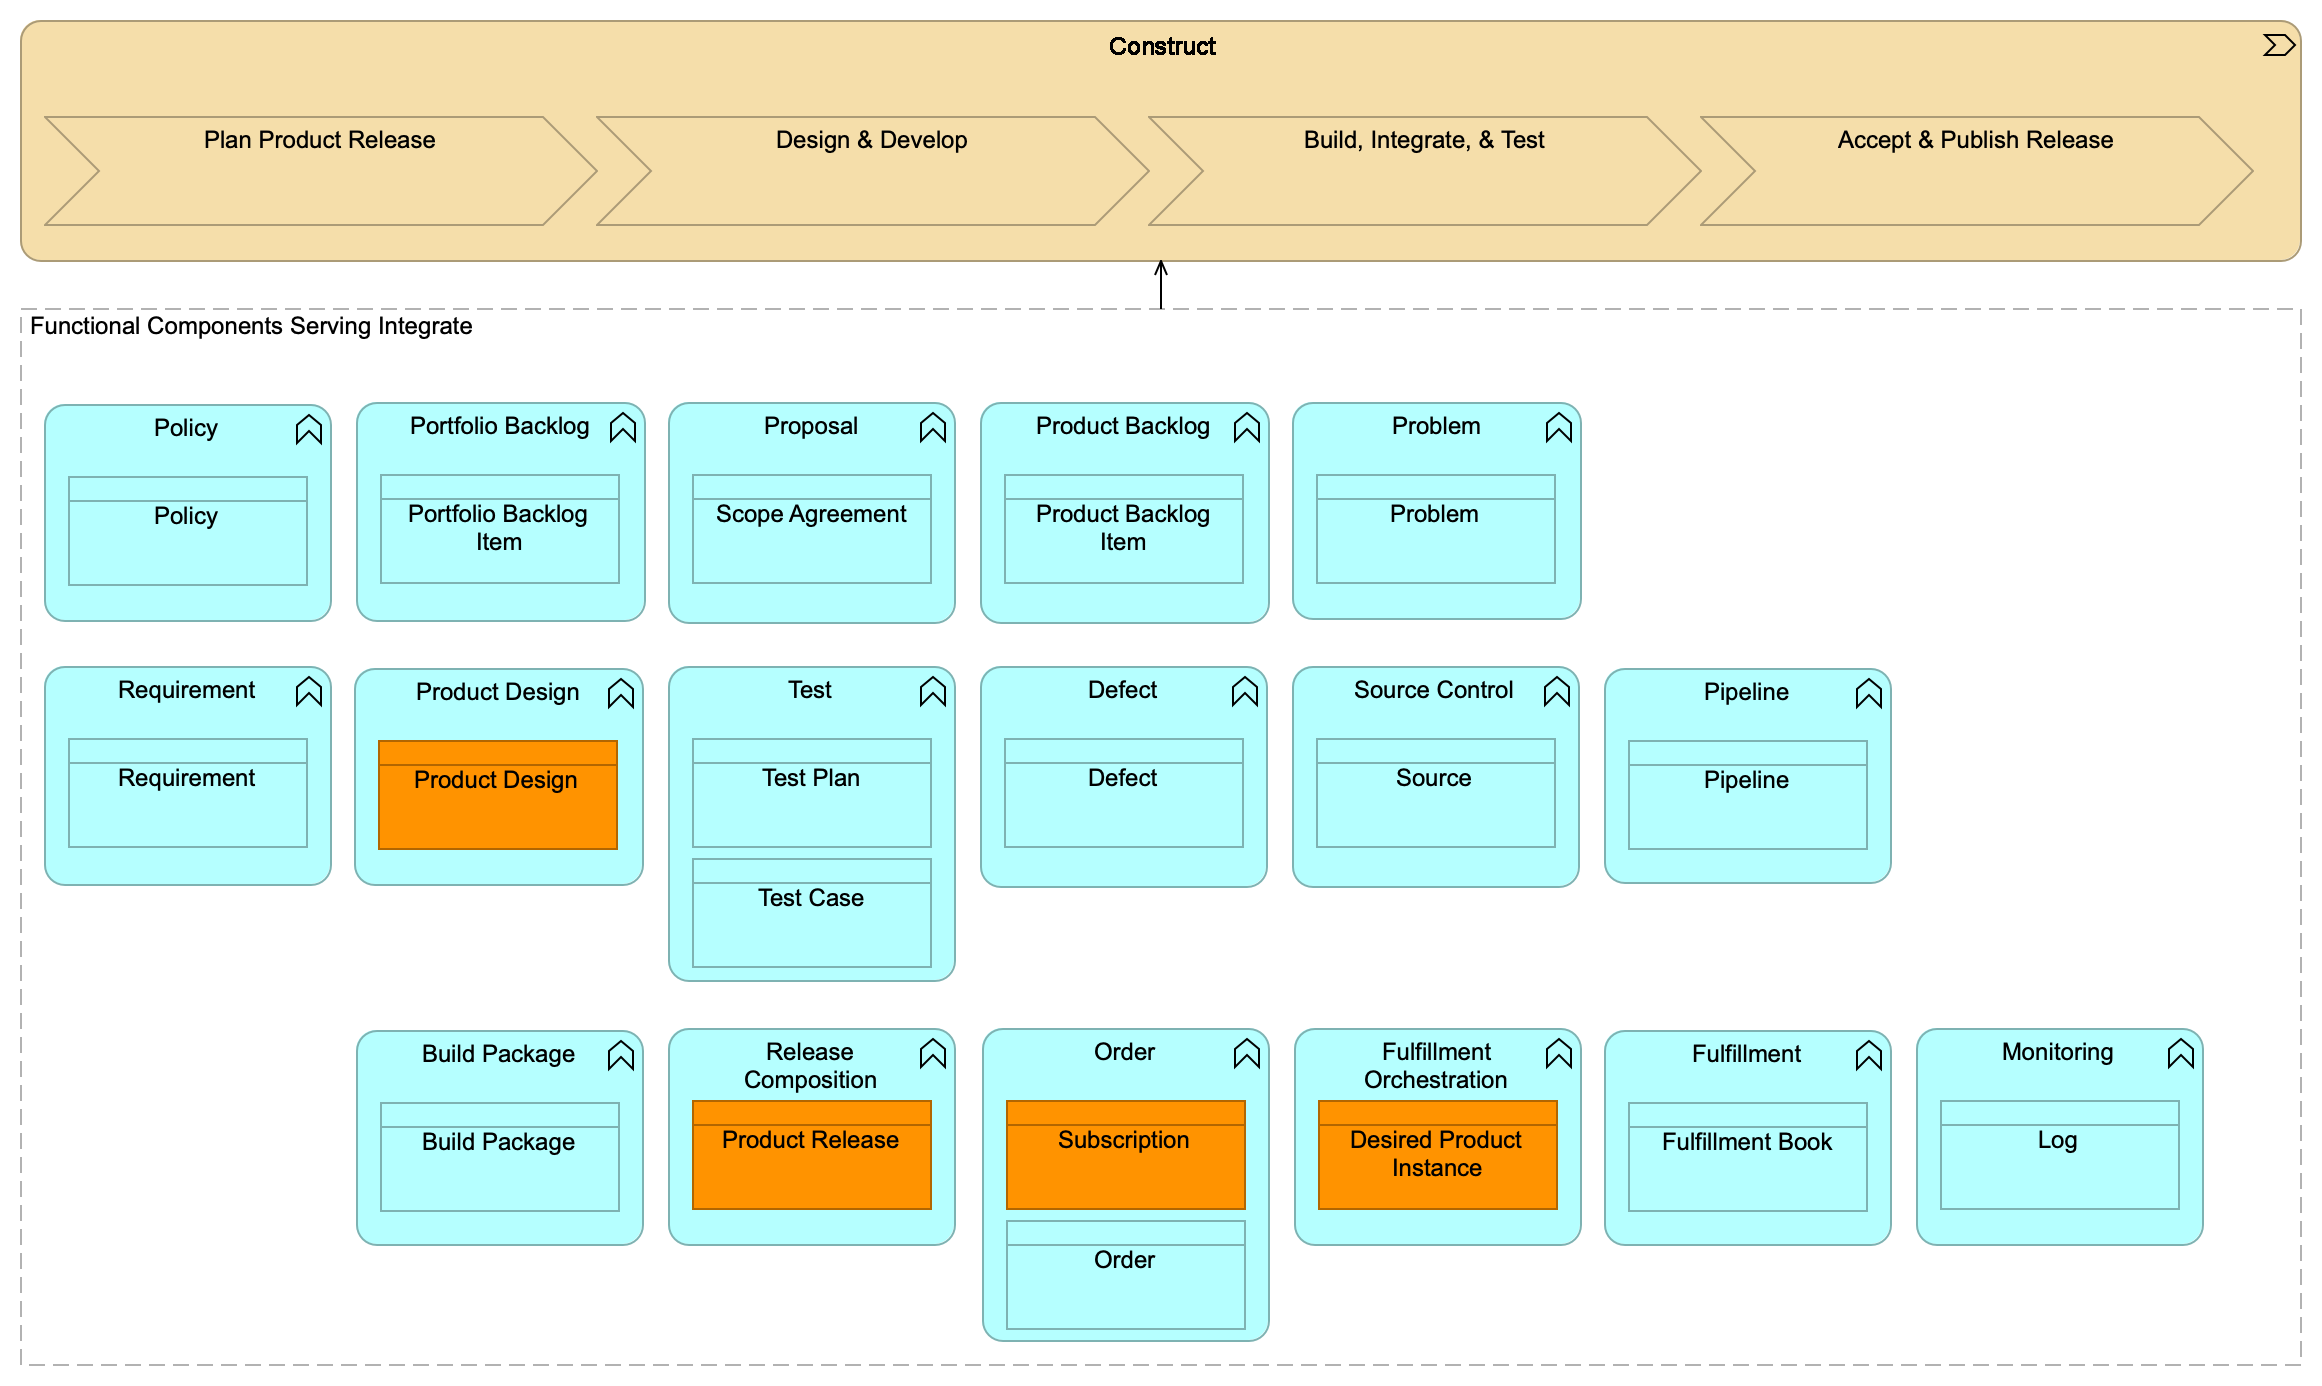 Construct
Plan Product Release
Design & Develop
Build, Integrate, & Test
Accept & Publish Release
Functional Components Serving Integrate
Policy
Policy
Portfolio Backlog
Portfolio Backlog
Item
Proposal
Scope Agreement
Product Backlog
Product Backlog
Item
Problem
Problem
Requirement
Requirement
Product Design
Product Design
Test
Test Plan
Test Case
Defect
Defect
Source Control
Source
Pipeline
Pipeline
Build Package
Build Package
Release
Composition
Product Release
Order
Subscription
Order
Fulfillment
Orchestration
Desired Product
Instance
Fulfillment
Fulfillment Book
Monitoring
Log